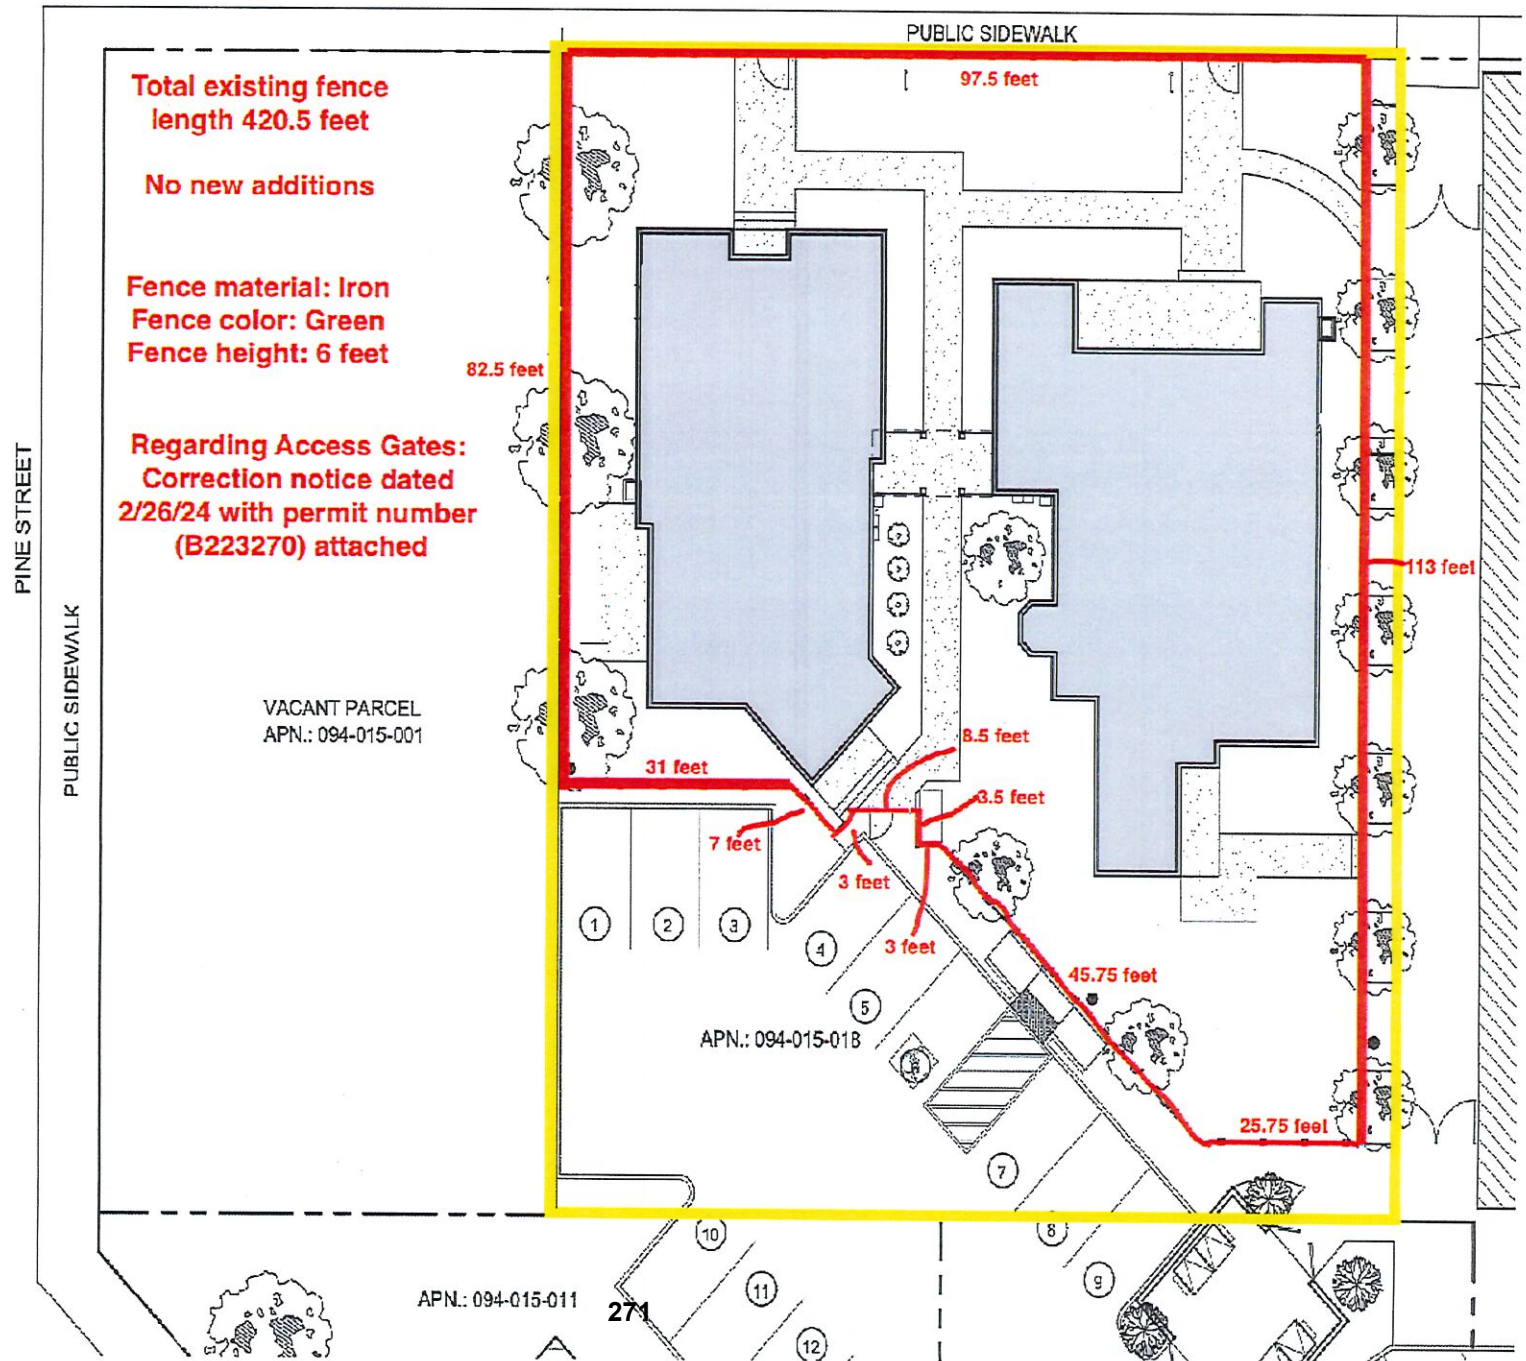 PUBLIC SIDEWALK
97.5 feet
Total existing fence
length 420.5 feet
No new additions
Fence material: Iron
Fence color: Green
Fence height: 6 feet
82.5 feet
Regarding Access Gates:
Correction notice dated
2/26/24 with permit number
(B223270) attached
PINE STREET
PUBLIC SIDEWALK
113 feet
VACANT PARCEL
APN.: 094-015-001
8.5 feet
31 feet
3.5 feet
7 feet
3 feet
3 feet
1
2
3
4
5
45.75 feet
APN.: 094-015-018
25.75 feet
7
8
9
10
11
12
APN.: 094-015-011
271